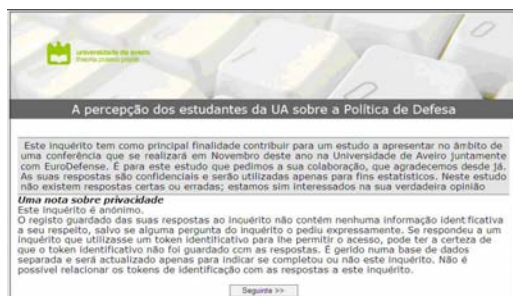 universidade de aveiro
theoria poiesis praxis
A percepção dos estudantes da UA sobre a Política de Defesa
Este inquérito tem como principal finalidade contribuir para um estudo a apresentar no âmbito de
uma conferência que se realizará em Novembro deste ano na Universidade de Aveiro juntamente
com EuroDefense. É para este estudo que pedimos a sua colaboração, que agradecemos desde já.
As suas respostas são confidenciais e serão utilizadas apenas para fins estatísticos. Neste estudo
não existem respostas certas ou erradas; estamos sim interessados na sua verdadeira opinião
Uma nota sobre privacidade
Este inquérito é anónimo.
O registo guardado das suas respostas ao inquérito não contém nenhuma informação identificativa
a seu respeito, salvo se alguma pergunta do inquérito o pediu expressamente. Se respondeu a um
inquérito que utilizasse um token identificativo para lhe permitir o acesso, pode ter a certeza de
que o token identificativo não foi guardado com as respostas. É gerido numa base de dados
separada e será actualizado apenas para indicar se completou ou não este inquérito. Não é
possível relacionar os tokens de identificação com as respostas a este inquérito.
Seguinte >>